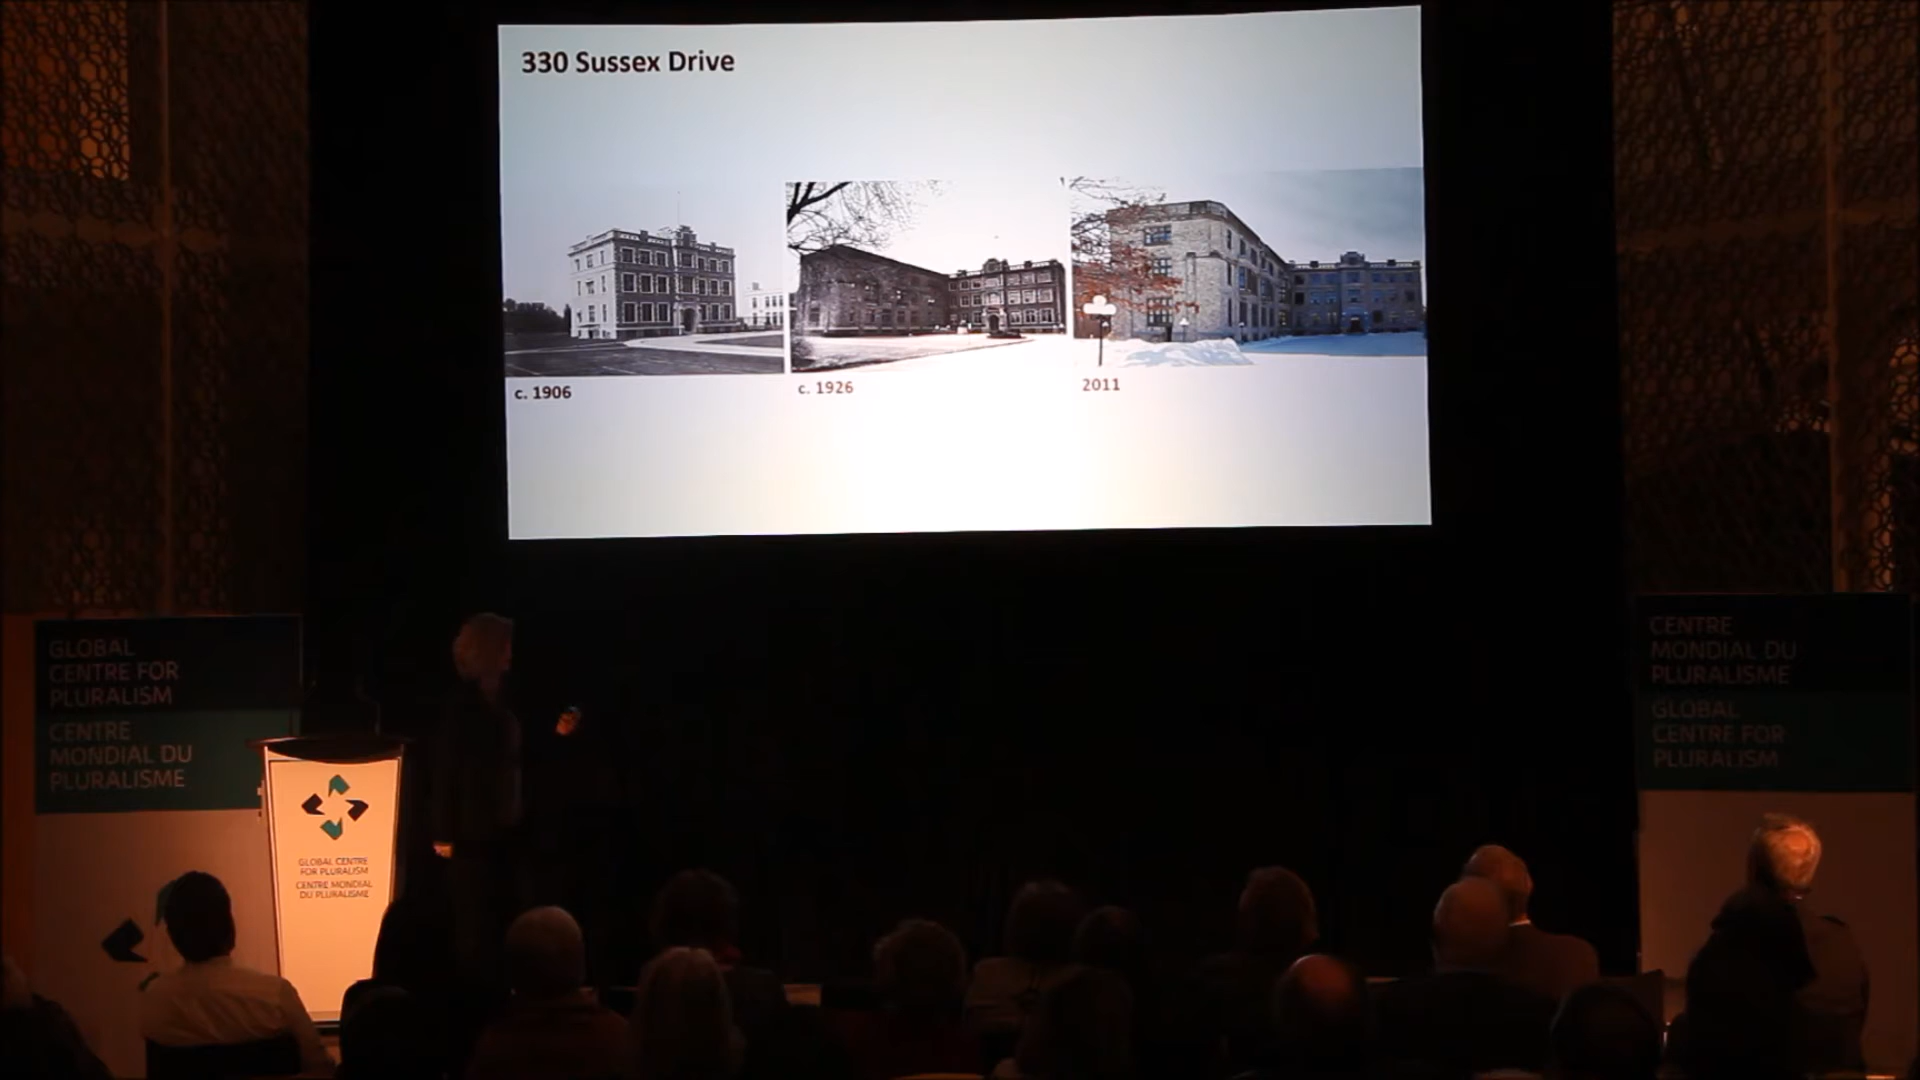 330 Sussex Drive
c. 1906
c. 1926
2011
GLOBAL
CENTRE FOR
PLURALISM
CENTRE
MONDIAL DU
PLURALISME
GLOBAL CENTRE
FOR PLURALISM
CENTRE MONDIAL
DU PLURALISME
CENTRE
MONDIAL DU
PLURALISME
GLOBAL
CENTRE FOR
PLURALISM